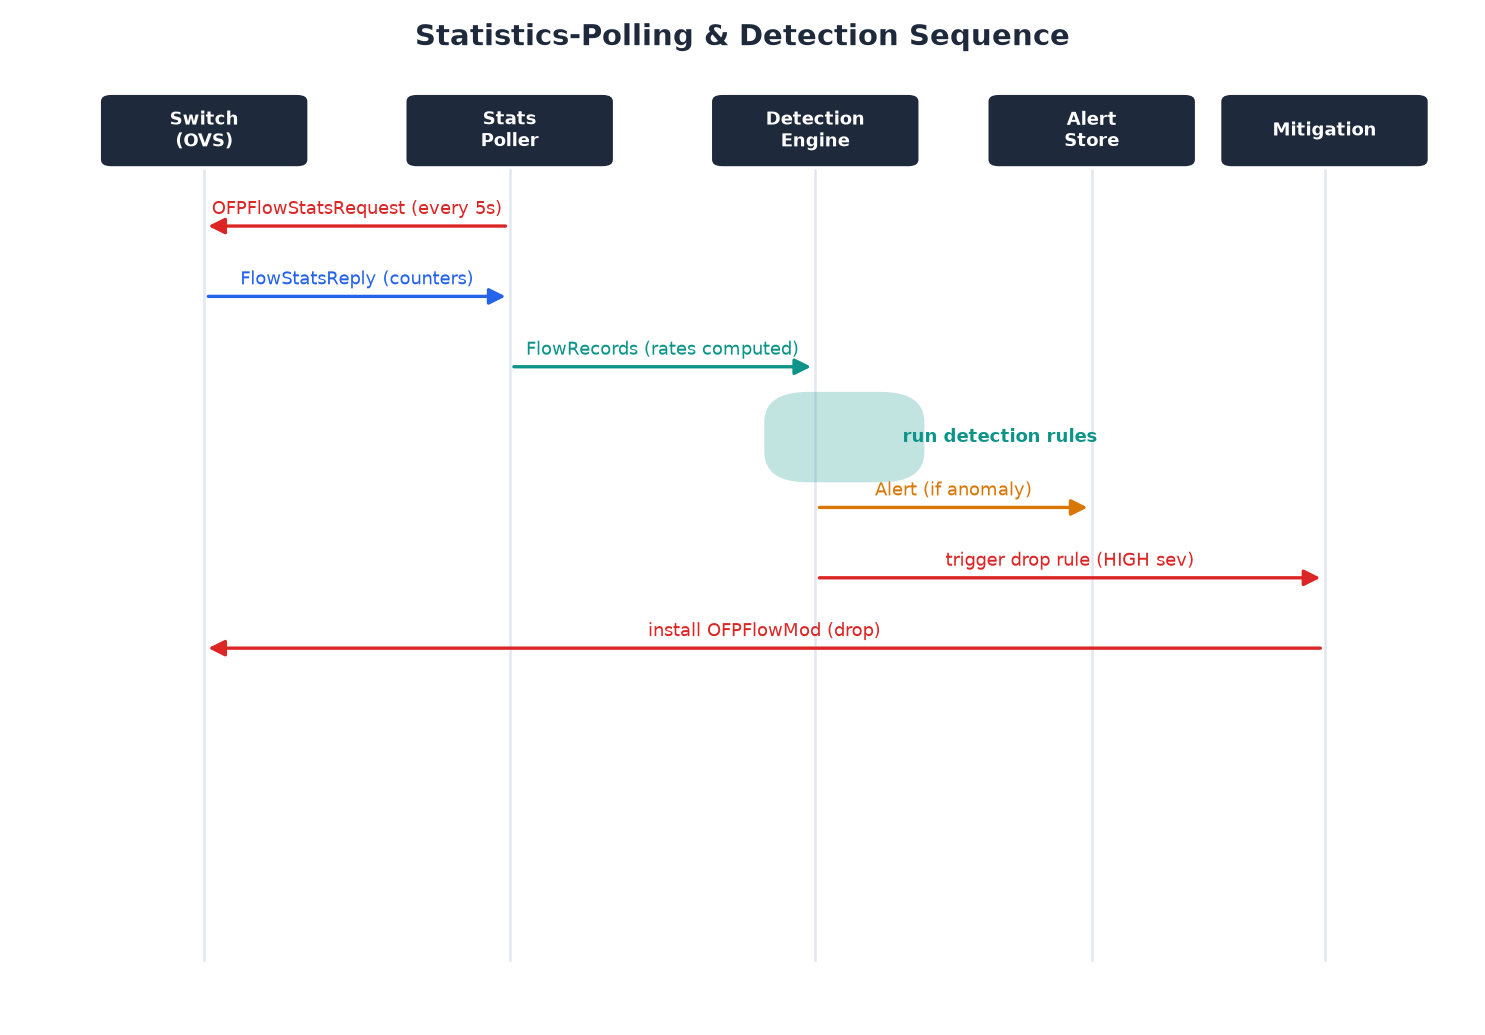 Statistics-Polling & Detection Sequence
Switch
(OVS)
Stats
Poller
Detection
Engine
Alert
Store
Mitigation
OFPFlowStatsRequest (every 5s)
FlowStatsReply (counters)
FlowRecords (rates computed)
run detection rules
Alert (if anomaly)
trigger drop rule (HIGH sev)
install OFPFlowMod (drop)